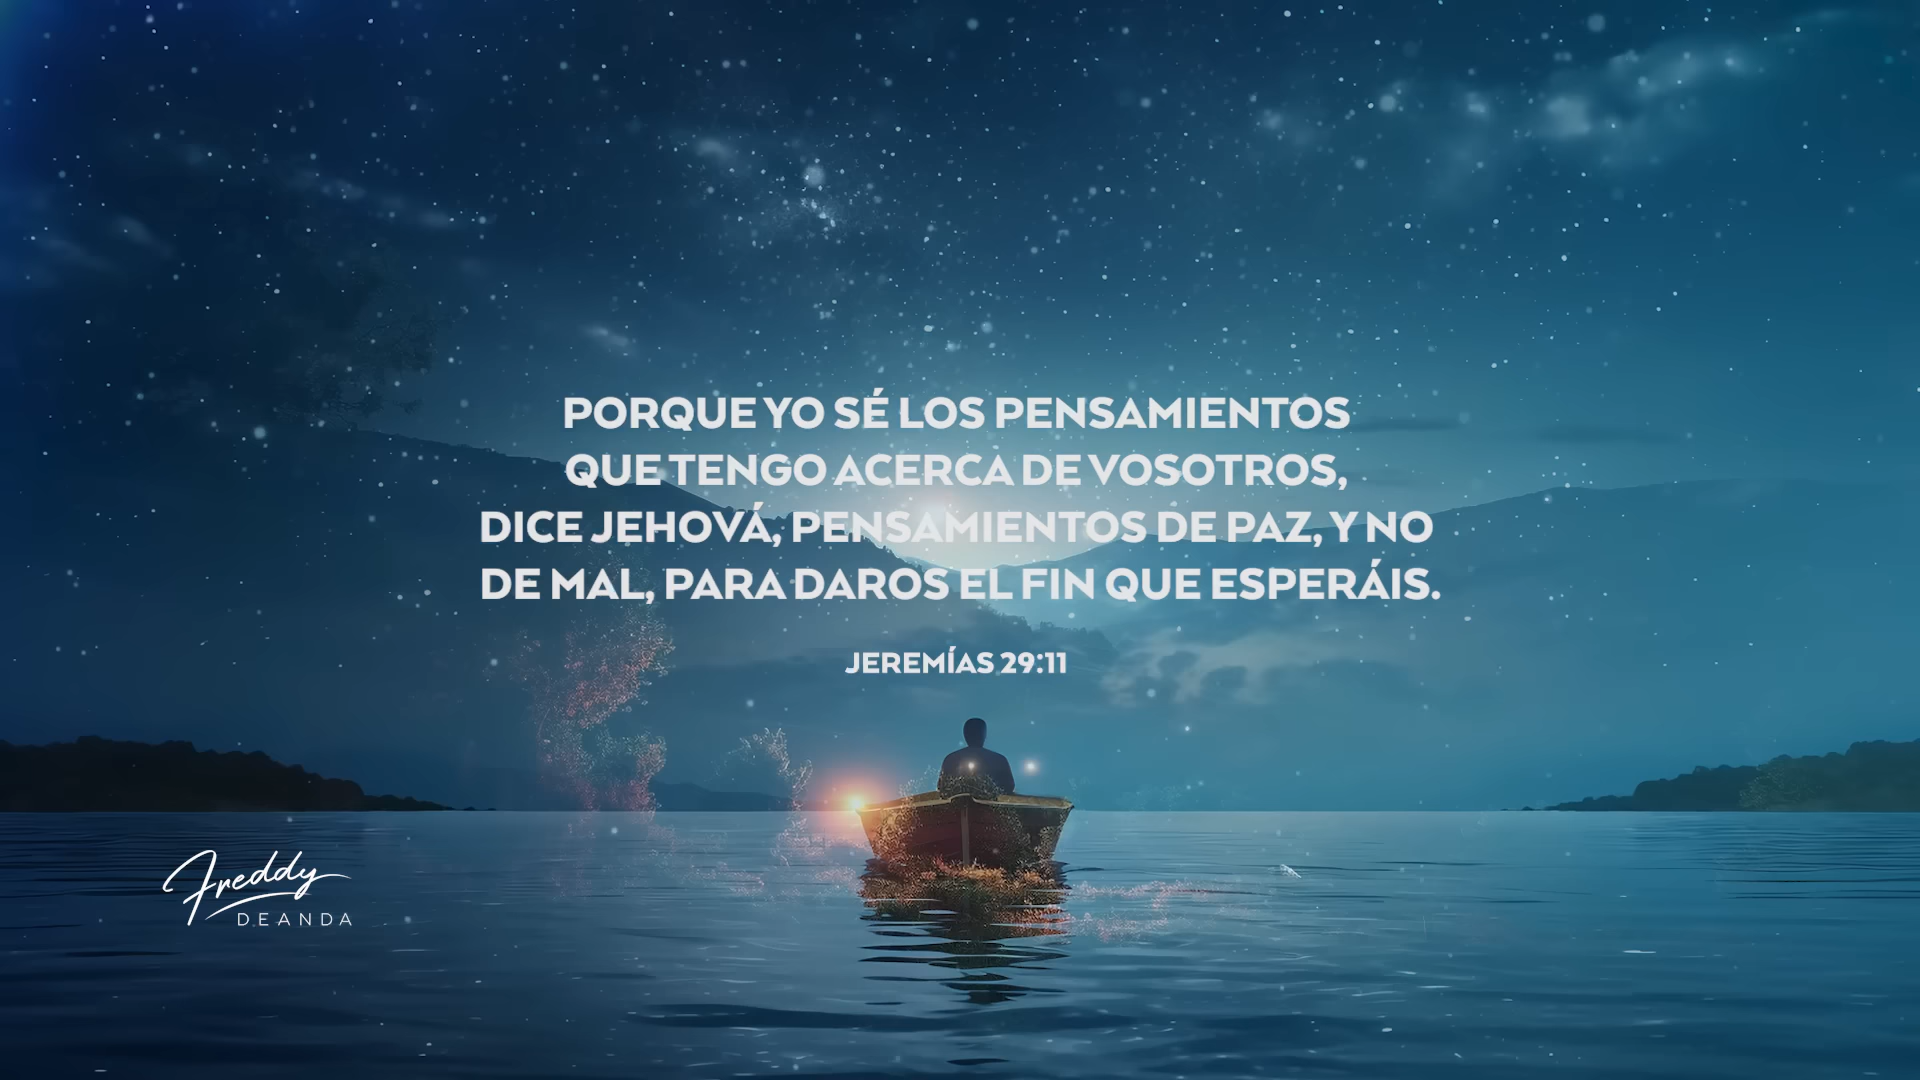 PORQUE YO SÉ LOS PENSAMIENTOS
QUE TENGO ACERCA DE VOSOTROS,
DICE JEHOVÁ, PENSAMIENTOS DE PAZ, Y NO
DE MAL, PARA DAROS EL FIN QUE ESPERÁIS.
JEREMÍAS 29:11
Freddy
DEANDA